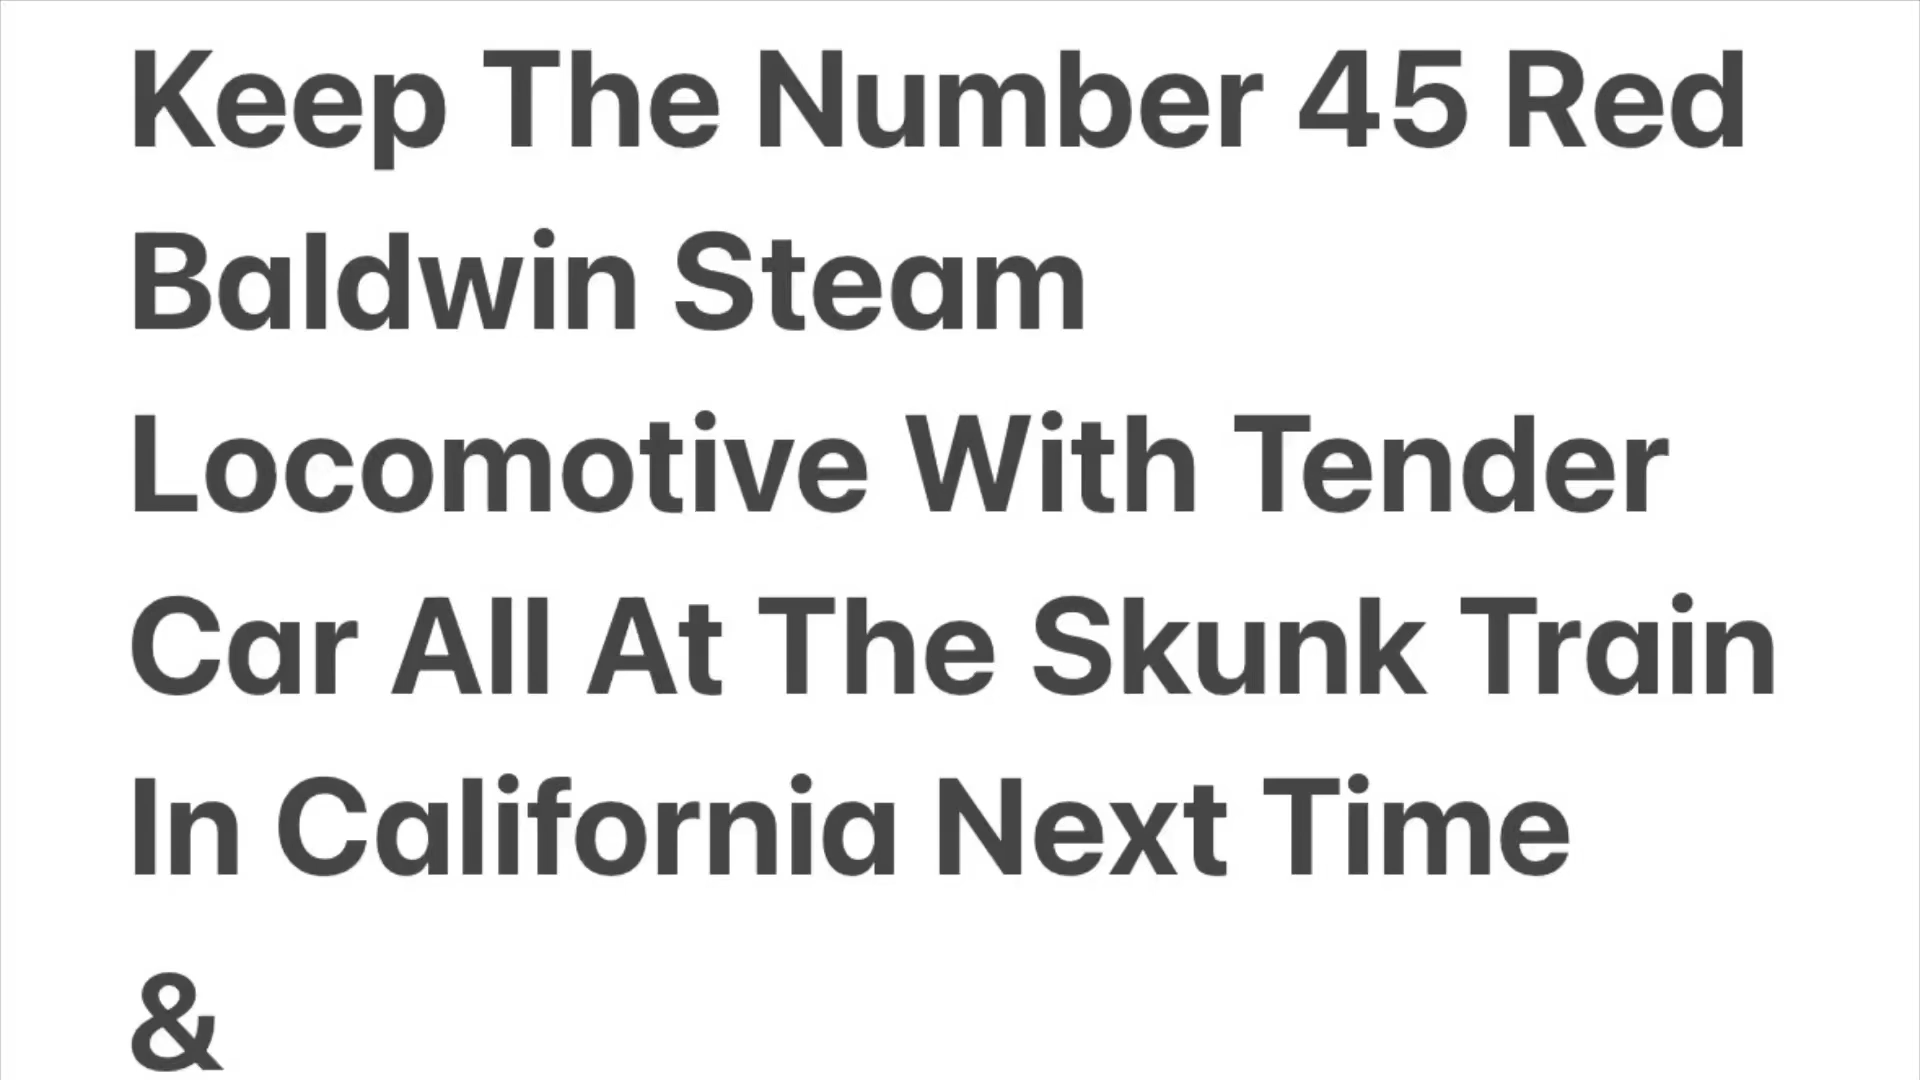 Keep The Number 45 Red
Baldwin Steam
Locomotive With Tender
Car All At The Skunk Train
In California Next Time
&